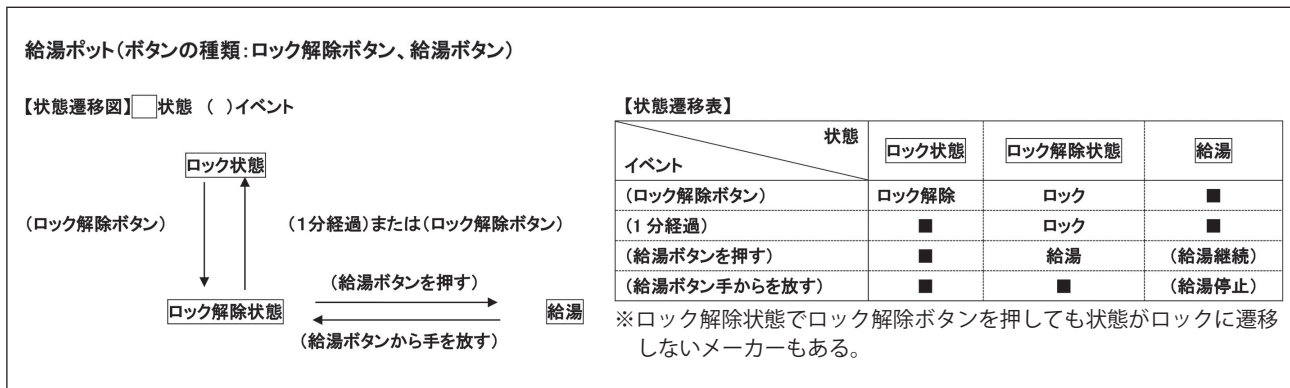 給湯ポット(ボタンの種類:ロック解除ボタン、給湯ボタン)
【状態遷移図】 状態 ( )イベント
ロック状態
(ロック解除ボタン)
(1分経過)または(ロック解除ボタン)
ロック解除状態
(給湯ボタンを押す)
(給湯ボタンから手を放す)
給湯
【状態遷移表】
状態
イベント
ロック状態 ロック解除状態 給湯
(ロック解除ボタン) ロック解除 ロック ■
(1分経過) ■ ロック ■
(給湯ボタンを押す) ■ 給湯 (給湯継続)
(給湯ボタン手からを放す) ■ ■ (給湯停止)
※ロック解除状態でロック解除ボタンを押しても状態がロックに遷移
しないメーカーもある。